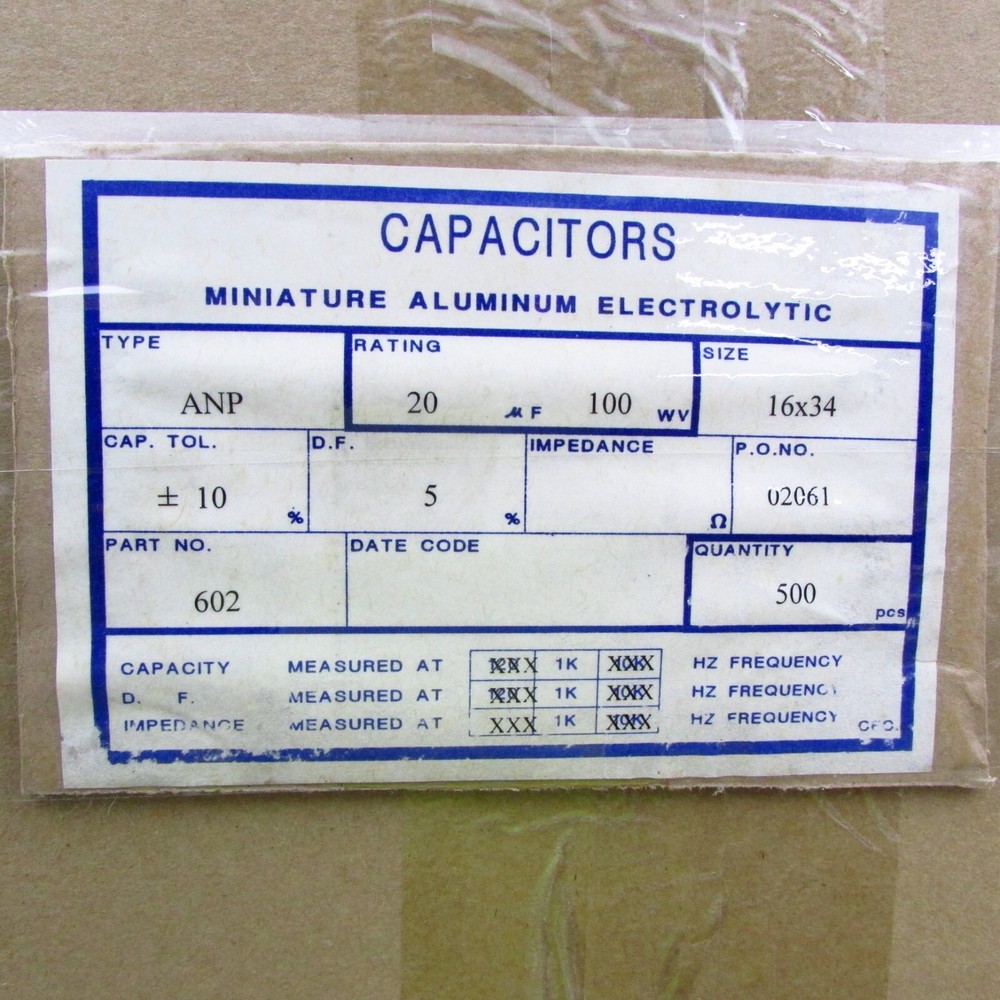 CAPACITORS
MINIATURE ALUMINUM ELECTROLYTIC
TYPE RATING SIZE
ANP 20 µF 100 WV 16x34
CAP. TOL. D.F. IMPEDANCE P.O.NO.
± 10 % 5 % Ω 02061
PART NO. DATE CODE QUANTITY
602 500 pcs
CAPACITY MEASURED AT XXX 1K XXX HZ FREQUENCY
D. F. MEASURED AT XXX 1K XXX HZ FREQUENCY
IMPEDANCE MEASURED AT XXX 1K XXX HZ FREQUENCY